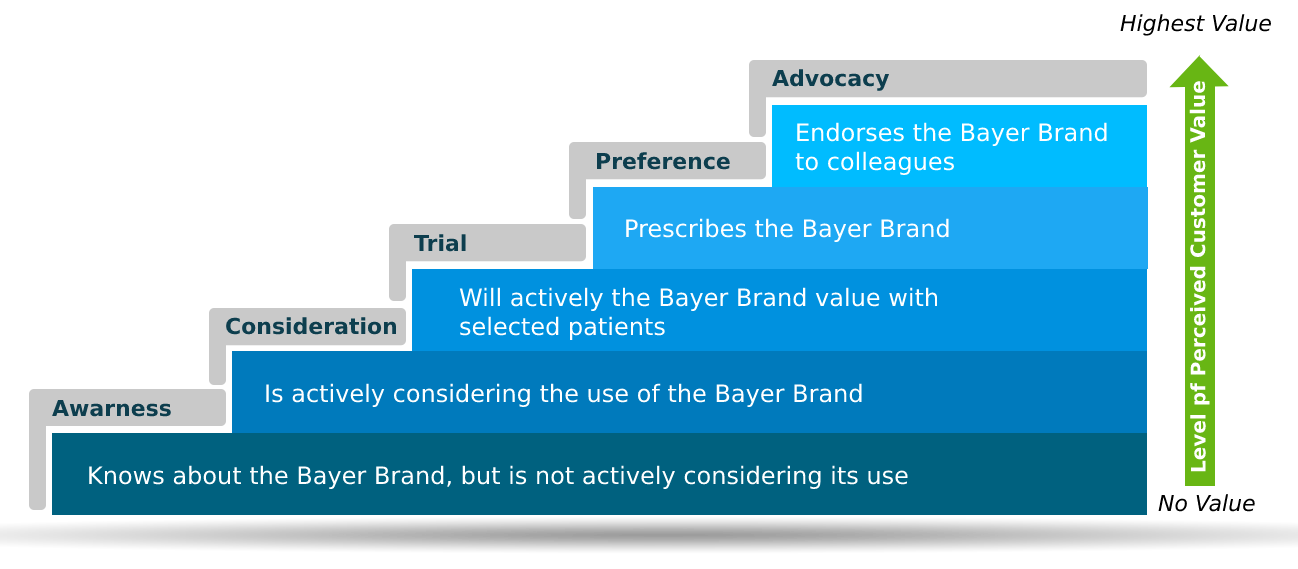 Highest Value
Advocacy
Endorses the Bayer Brand
to colleagues
Preference
Prescribes the Bayer Brand
Trial
Will actively the Bayer Brand value with
selected patients
Consideration
Is actively considering the use of the Bayer Brand
Awarness
Knows about the Bayer Brand, but is not actively considering its use
Level pf Perceived Customer Value
No Value